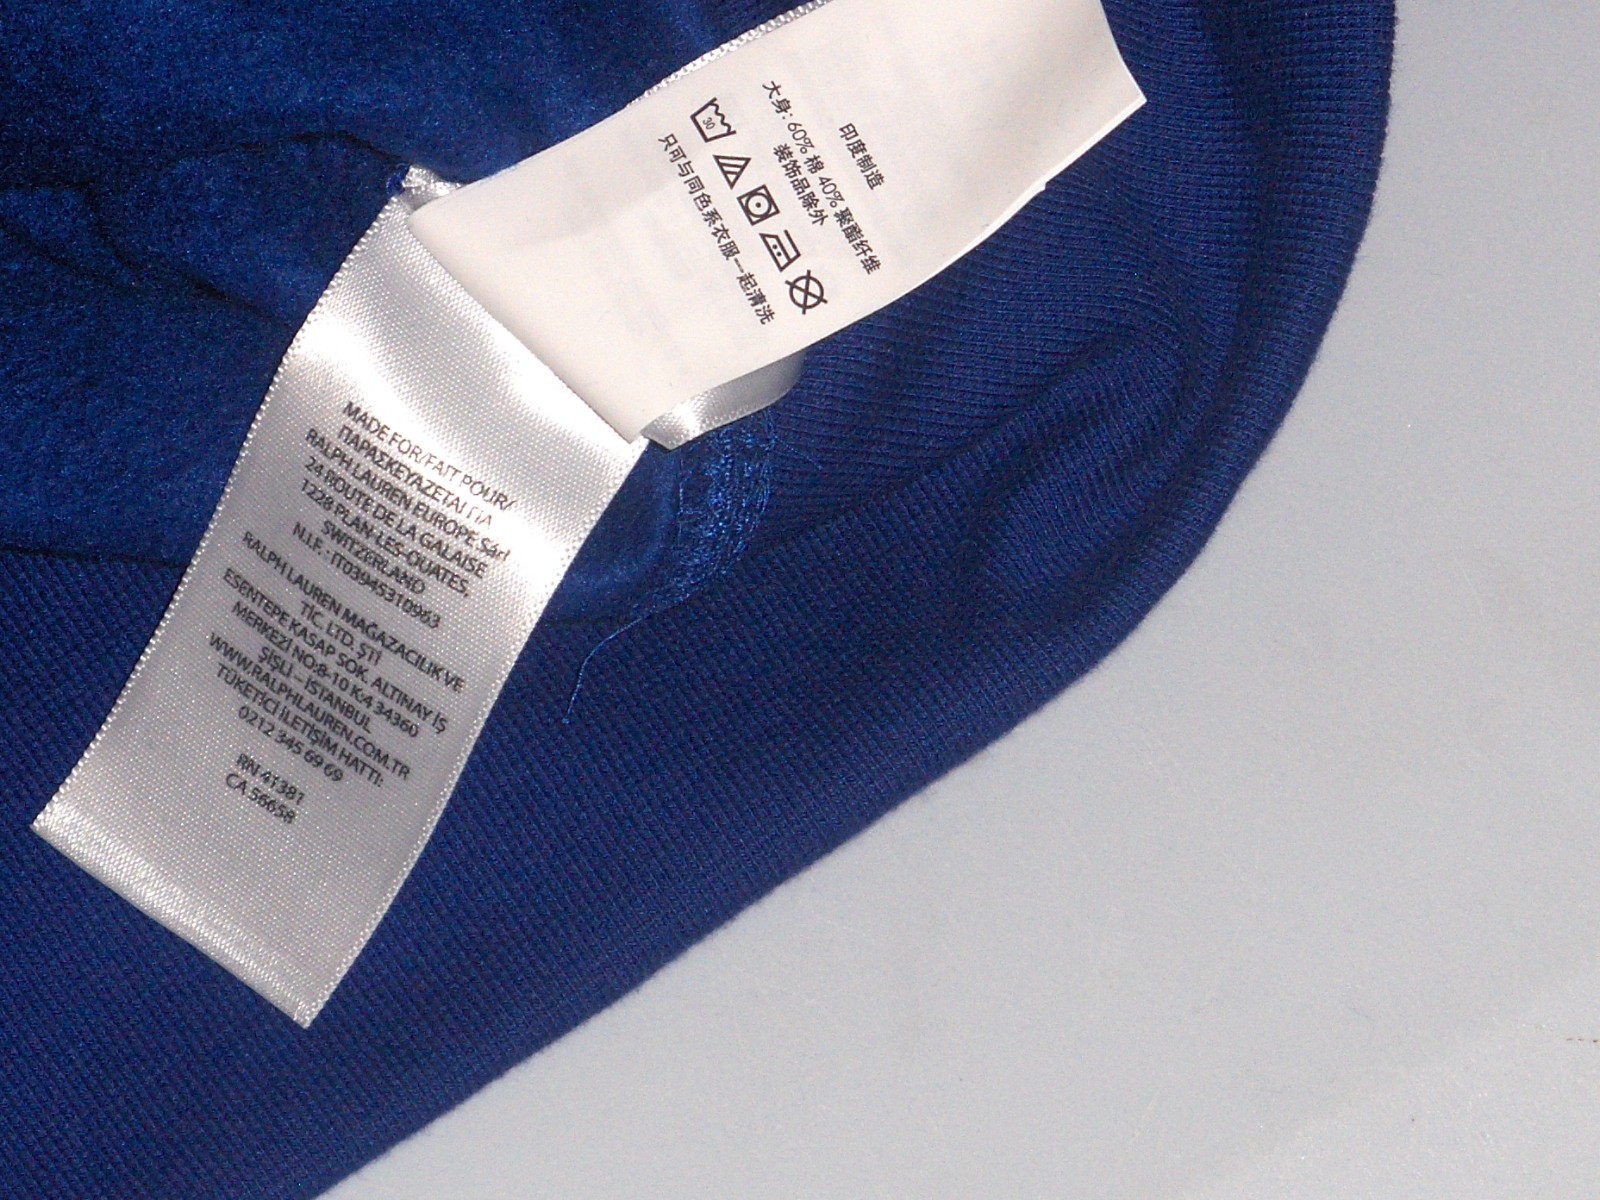 印度制造
大身: 60% 棉 40% 聚酯纤维
装饰品除外
30
只可与同色系衣服一起清洗
MADE FOR/FAIT POUR/
ΠΑΡΑΣΚΕΥΑΖΕΤΑΙ ΓΙΑ
RALPH LAUREN EUROPE Sàrl
24 ROUTE DE LA GALAISE
1228 PLAN-LES-OUATES,
SWITZERLAND
N.I.F. : IT03945310963
RALPH LAUREN MAĞAZACILIK VE
TİC. LTD. ŞTİ
ESENTEPE KASAP SOK. ALTINAY İŞ
MERKEZİ NO:8-10 K:4 34360
ŞİŞLİ – İSTANBUL
WWW.RALPHLAUREN.COM.TR
TÜKETİCİ İLETİŞİM HATTI:
0212 345 69 69
RN 41381
CA 56658